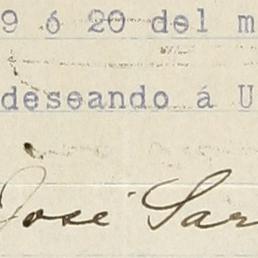 9 ó 20 del m
deseando á U
José Sar